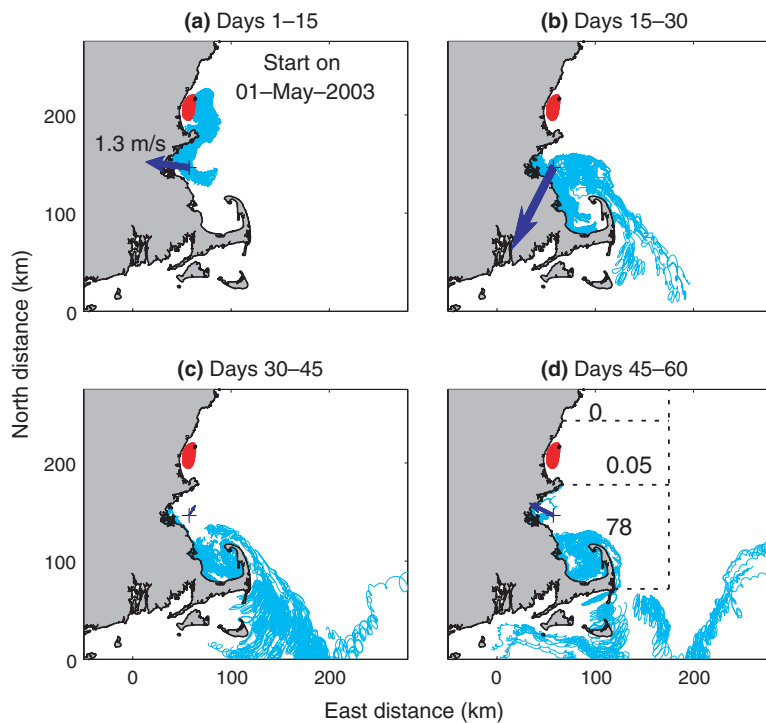 (a) Days 1–15
(b) Days 15–30
Start on
01–May–2003
1.3 m/s
200
100
0
(c) Days 30–45
(d) Days 45–60
North distance (km)
0
0.05
78
200
100
0
0
100
200
0
100
200
East distance (km)